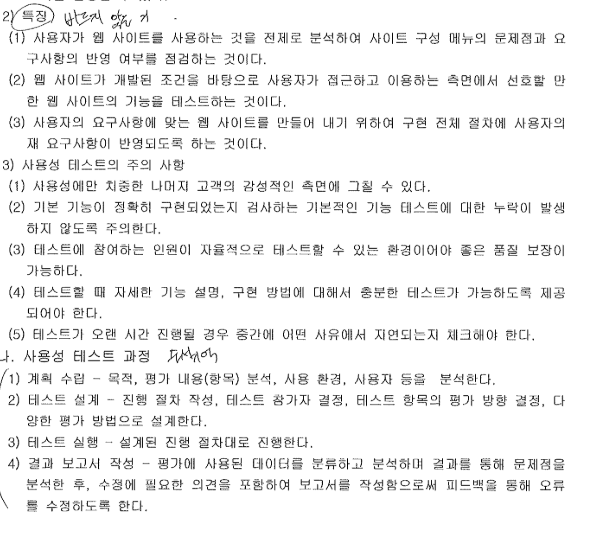 2) 특징 바르지 않은 거.
(1) 사용자가 웹 사이트를 사용하는 것을 전제로 분석하여 사이트 구성 메뉴의 문제점과 요
구사항의 반영 여부를 점검하는 것이다.
(2) 웹 사이트가 개발된 조건을 바탕으로 사용자가 접근하고 이용하는 측면에서 선호할 만
한 웹 사이트의 기능을 테스트하는 것이다.
(3) 사용자의 요구사항에 맞는 웹 사이트를 만들어 내기 위하여 구현 전체 절차에 사용자의
재 요구사항이 반영되도록 하는 것이다.
3) 사용성 테스트의 주의 사항
(1) 사용성에만 치중한 나머지 고객의 감성적인 측면에 그칠 수 있다.
(2) 기본 기능이 정확히 구현되었는지 검사하는 기본적인 기능 테스트에 대한 누락이 발생
하지 않도록 주의한다.
(3) 테스트에 참여하는 인원이 자율적으로 테스트할 수 있는 환경이어야 좋은 품질 보장이
가능하다.
(4) 테스트할 때 자세한 기능 설명, 구현 방법에 대해서 충분한 테스트가 가능하도록 제공
되어야 한다.
(5) 테스트가 오랜 시간 진행될 경우 중간에 어떤 사유에서 지연되는지 체크해야 한다.
나. 사용성 테스트 과정
1) 계획 수립 - 목적, 평가 내용(항목) 분석, 사용 환경, 사용자 등을 분석한다.
2) 테스트 설계 - 진행 절차 작성, 테스트 참가자 결정, 테스트 항목의 평가 방향 결정, 다
양한 평가 방법으로 설계한다.
3) 테스트 실행 - 설계된 진행 절차대로 진행한다.
4) 결과 보고서 작성 - 평가에 사용된 데이터를 분류하고 분석하며 결과를 통해 문제점을
분석한 후, 수정에 필요한 의견을 포함하여 보고서를 작성함으로써 피드백을 통해 오류
를 수정하도록 한다.